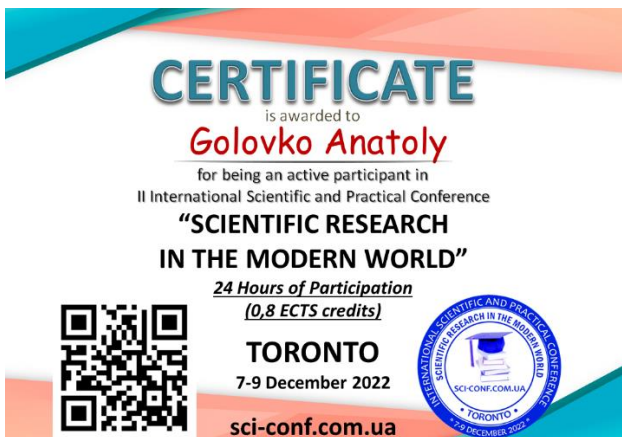 CERTIFICATE
is awarded to
Golovko Anatoly
for being an active participant in
II International Scientific and Practical Conference
“SCIENTIFIC RESEARCH
IN THE MODERN WORLD”
24 Hours of Participation
(0,8 ECTS credits)
TORONTO
7-9 December 2022
sci-conf.com.ua
INTERNATIONAL SCIENTIFIC AND PRACTICAL CONFERENCE
SCIENTIFIC RESEARCH IN THE MODERN WORLD
SCI-CONF.COM.UA
• TORONTO •
* 7-9 DECEMBER 2022 *